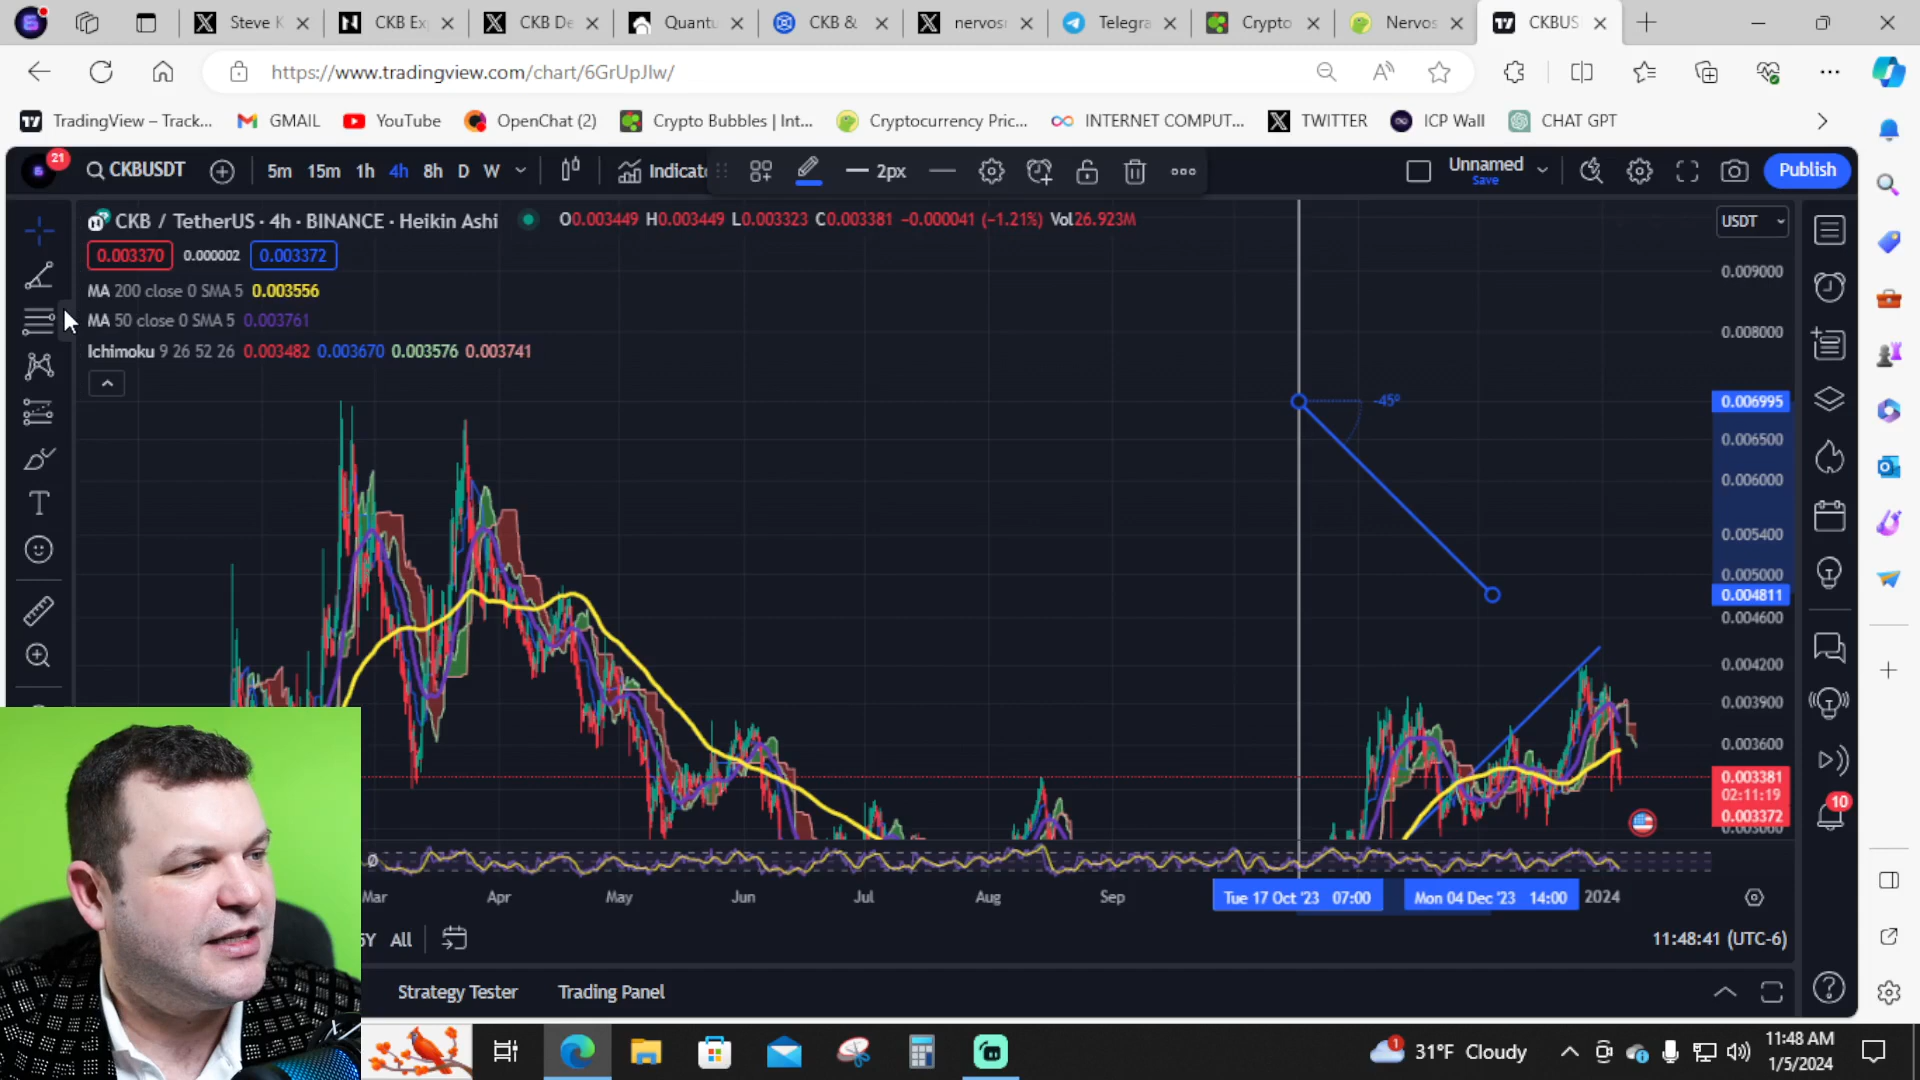 Steve K
CKB Ex
CKB De
Quantu
CKB &
nervos
Telegra
Crypto
Nervos
CKBUS
https://www.tradingview.com/chart/6GrUpJlw/
TradingView – Track...
GMAIL
YouTube
OpenChat (2)
Crypto Bubbles | Int...
Cryptocurrency Pric...
INTERNET COMPUT...
TWITTER
ICP Wall
CHAT GPT
21
CKBUSDT
5m 15m 1h 4h 8h D W
Indicato
2px
Unnamed
Save
Publish
CKB / TetherUS · 4h · BINANCE · Heikin Ashi
O0.003449 H0.003449 L0.003323 C0.003381 −0.000041 (−1.21%) Vol26.923M
USDT
0.003370 0.000002 0.003372
MA 200 close 0 SMA 5 0.003556
MA 50 close 0 SMA 5 0.003761
Ichimoku 9 26 52 26 0.003482 0.003670 0.003576 0.003741
-45º
0.009000
0.008000
0.006995
0.006500
0.006000
0.005400
0.005000
0.004811
0.004600
0.004200
0.003900
0.003600
0.003381
02:11:19
0.003372
10
Mar Apr May Jun Jul Aug Sep
Tue 17 Oct '23 07:00
Mon 04 Dec '23 14:00
2024
5Y All
11:48:41 (UTC-6)
Strategy Tester
Trading Panel
1
31°F Cloudy
11:48 AM
1/5/2024